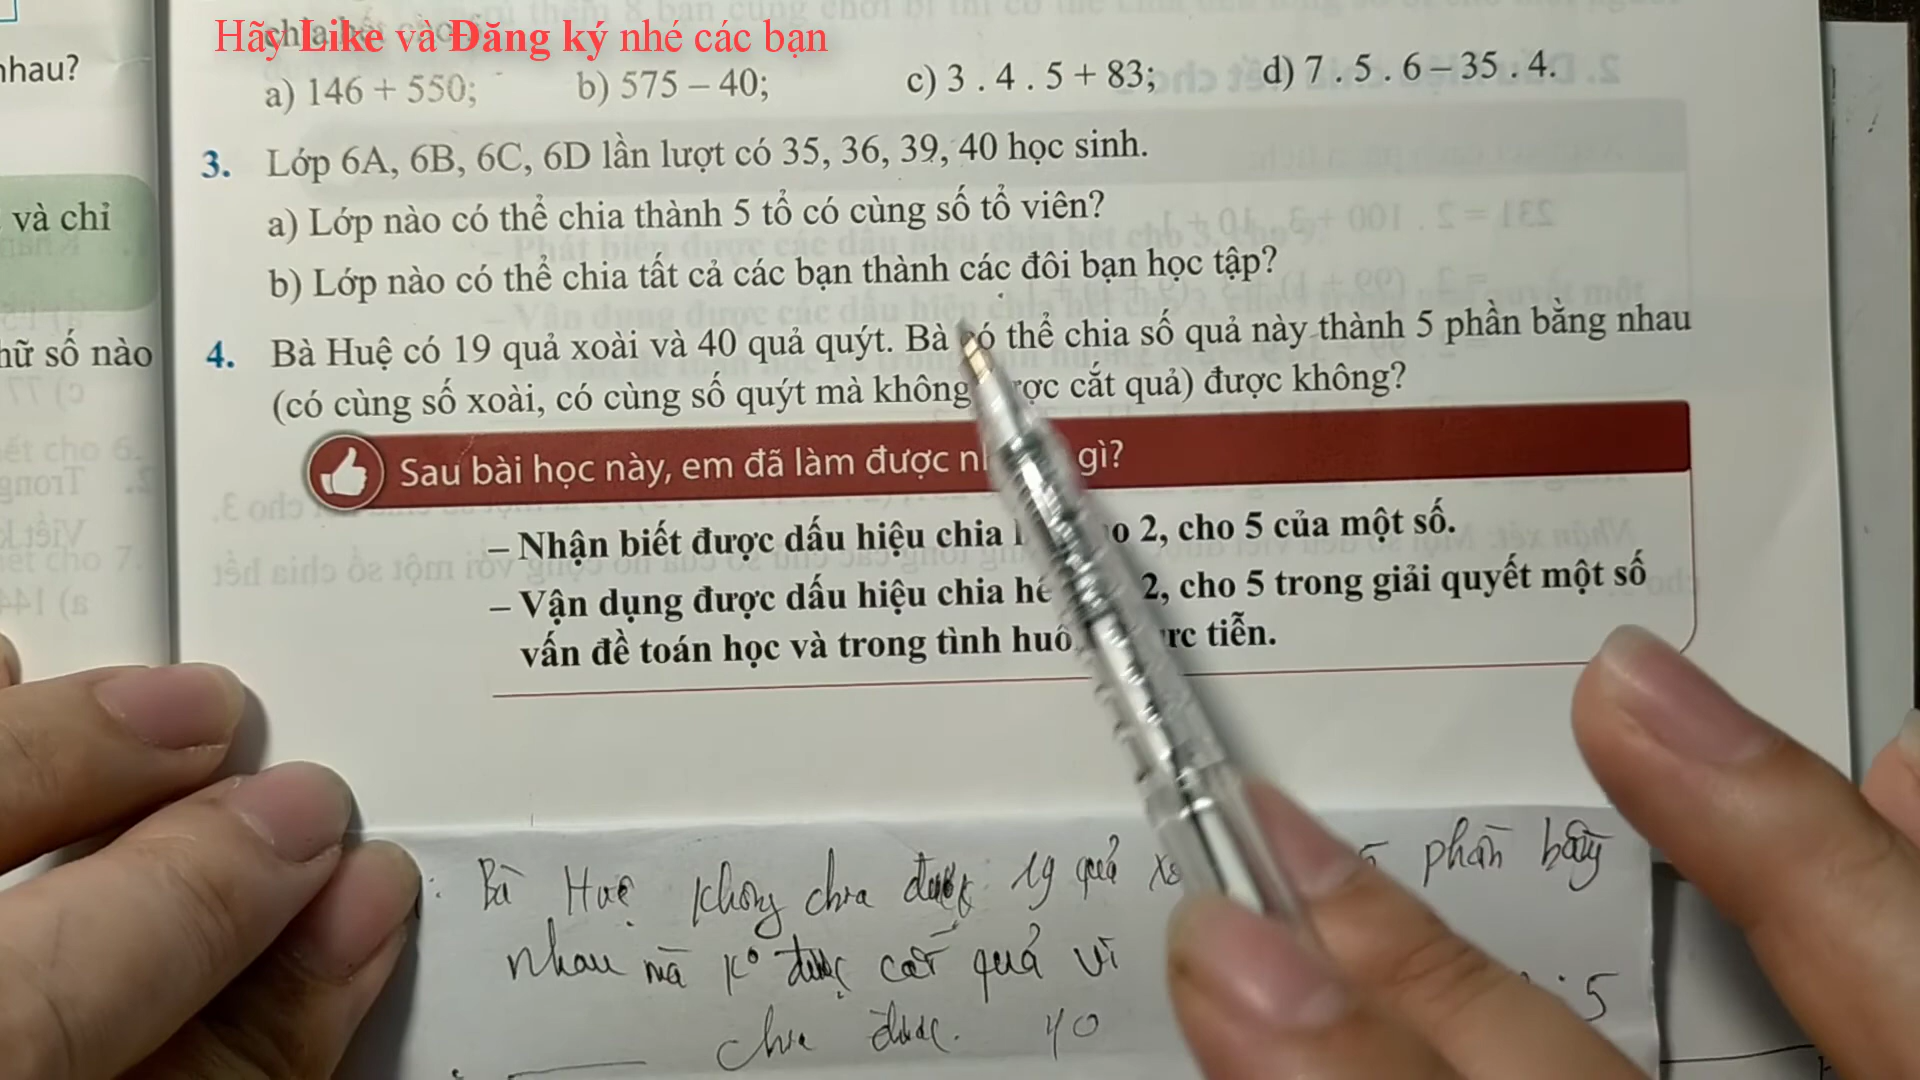 Hãy Like và Đăng ký nhé các bạn
nhau?
a) 146 + 550; b) 575 – 40; c) 3 . 4 . 5 + 83; d) 7 . 5 . 6 – 35 . 4.
3. Lớp 6A, 6B, 6C, 6D lần lượt có 35, 36, 39, 40 học sinh.
và chỉ
a) Lớp nào có thể chia thành 5 tổ có cùng số tổ viên?
b) Lớp nào có thể chia tất cả các bạn thành các đôi bạn học tập?
số nào
4. Bà Huệ có 19 quả xoài và 40 quả quýt. Bà có thể chia số quả này thành 5 phần bằng nhau
(có cùng số xoài, có cùng số quýt mà không cắt quả) được không?
Sau bài học này, em đã làm được gì?
– Nhận biết được dấu hiệu chia 2, cho 5 của một số.
– Vận dụng được dấu hiệu chia 2, cho 5 trong giải quyết một số
vấn đề toán học và trong tình tiễn.
Bà Huệ không chia được 19 quả phần bằng
nhau mà được cắt quả vì 5
chia được. 40